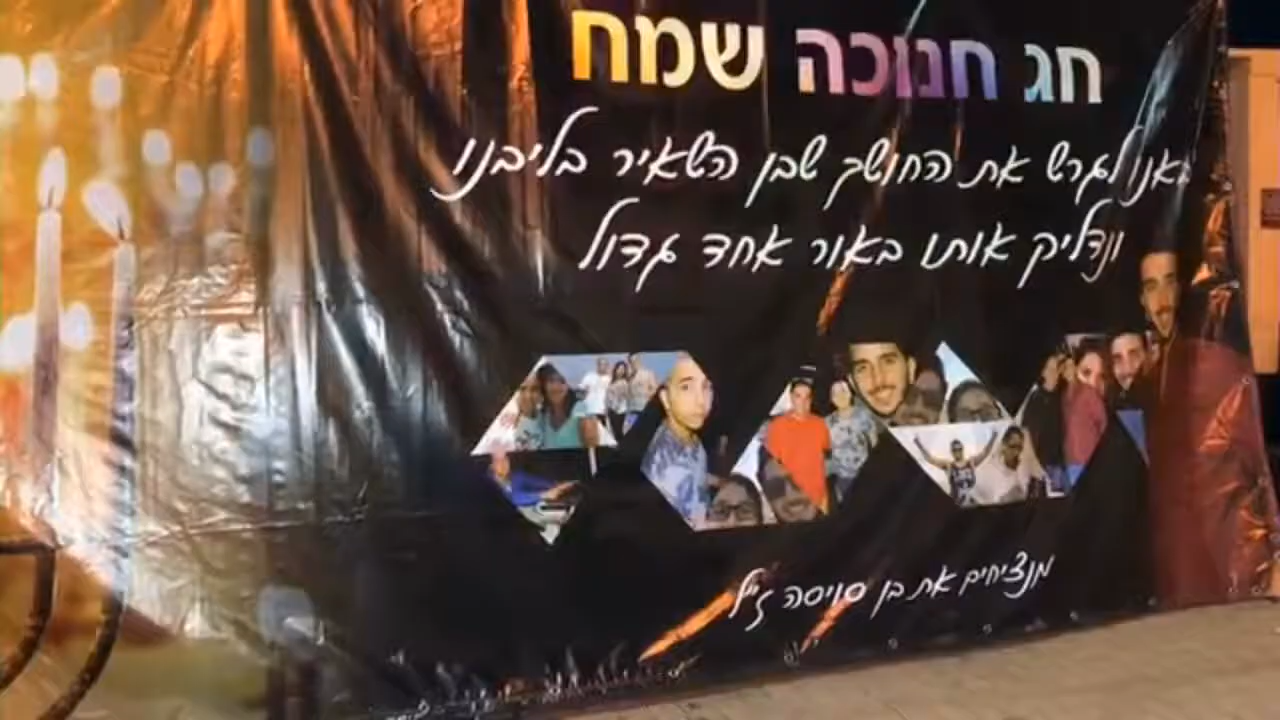 חג חנוכה שמח
באנו לגרש את החושך שבן השאיר בליבנו
ונדליק אותו באור אחד גדול
מנציחים את בן סויסה ז״ל